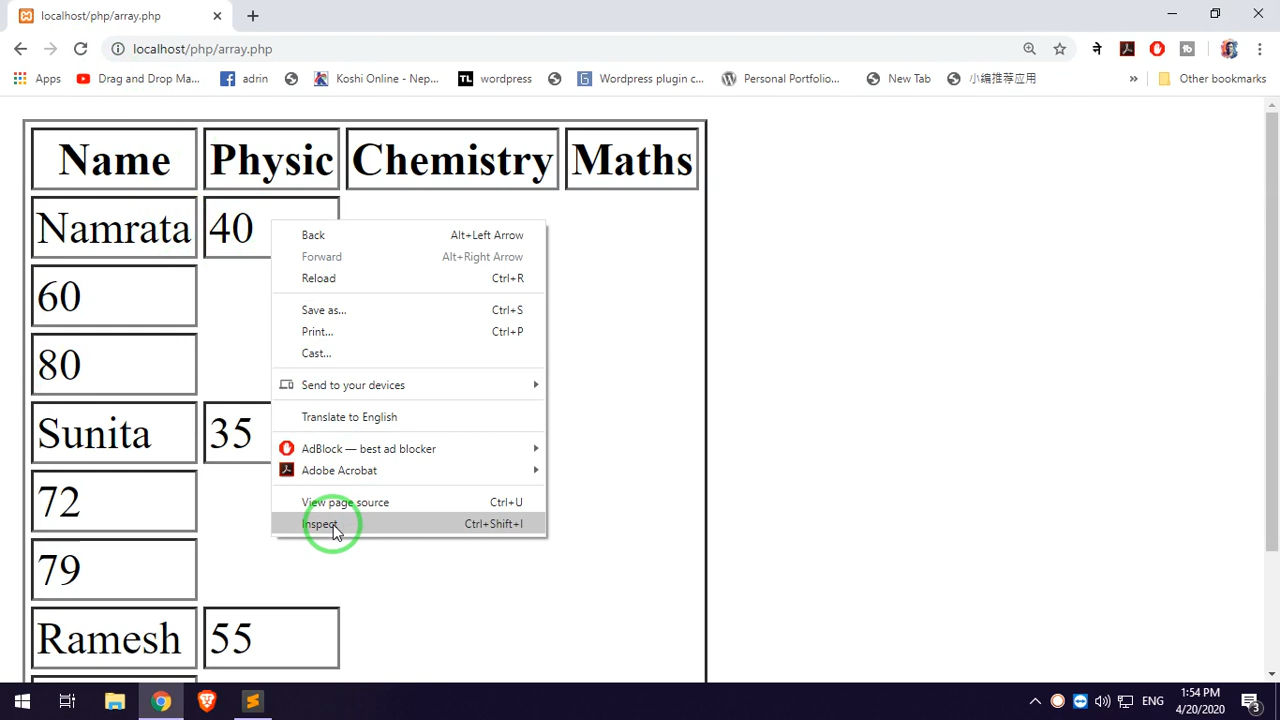 localhost/php/array.php
localhost/php/array.php
Apps Drag and Drop Ma... adrin Koshi Online - Nep... TL wordpress Wordpress plugin c... Personal Portfolio... New Tab 小編推荐应用 » Other bookmarks
Name Physic Chemistry Maths
Namrata 40
60
80
Sunita 35
72
79
Ramesh 55
Back Alt+Left Arrow
Forward Alt+Right Arrow
Reload Ctrl+R
Save as... Ctrl+S
Print... Ctrl+P
Cast...
Send to your devices
Translate to English
AdBlock — best ad blocker
Adobe Acrobat
View page source Ctrl+U
Inspect Ctrl+Shift+I
ENG
1:54 PM
4/20/2020
3